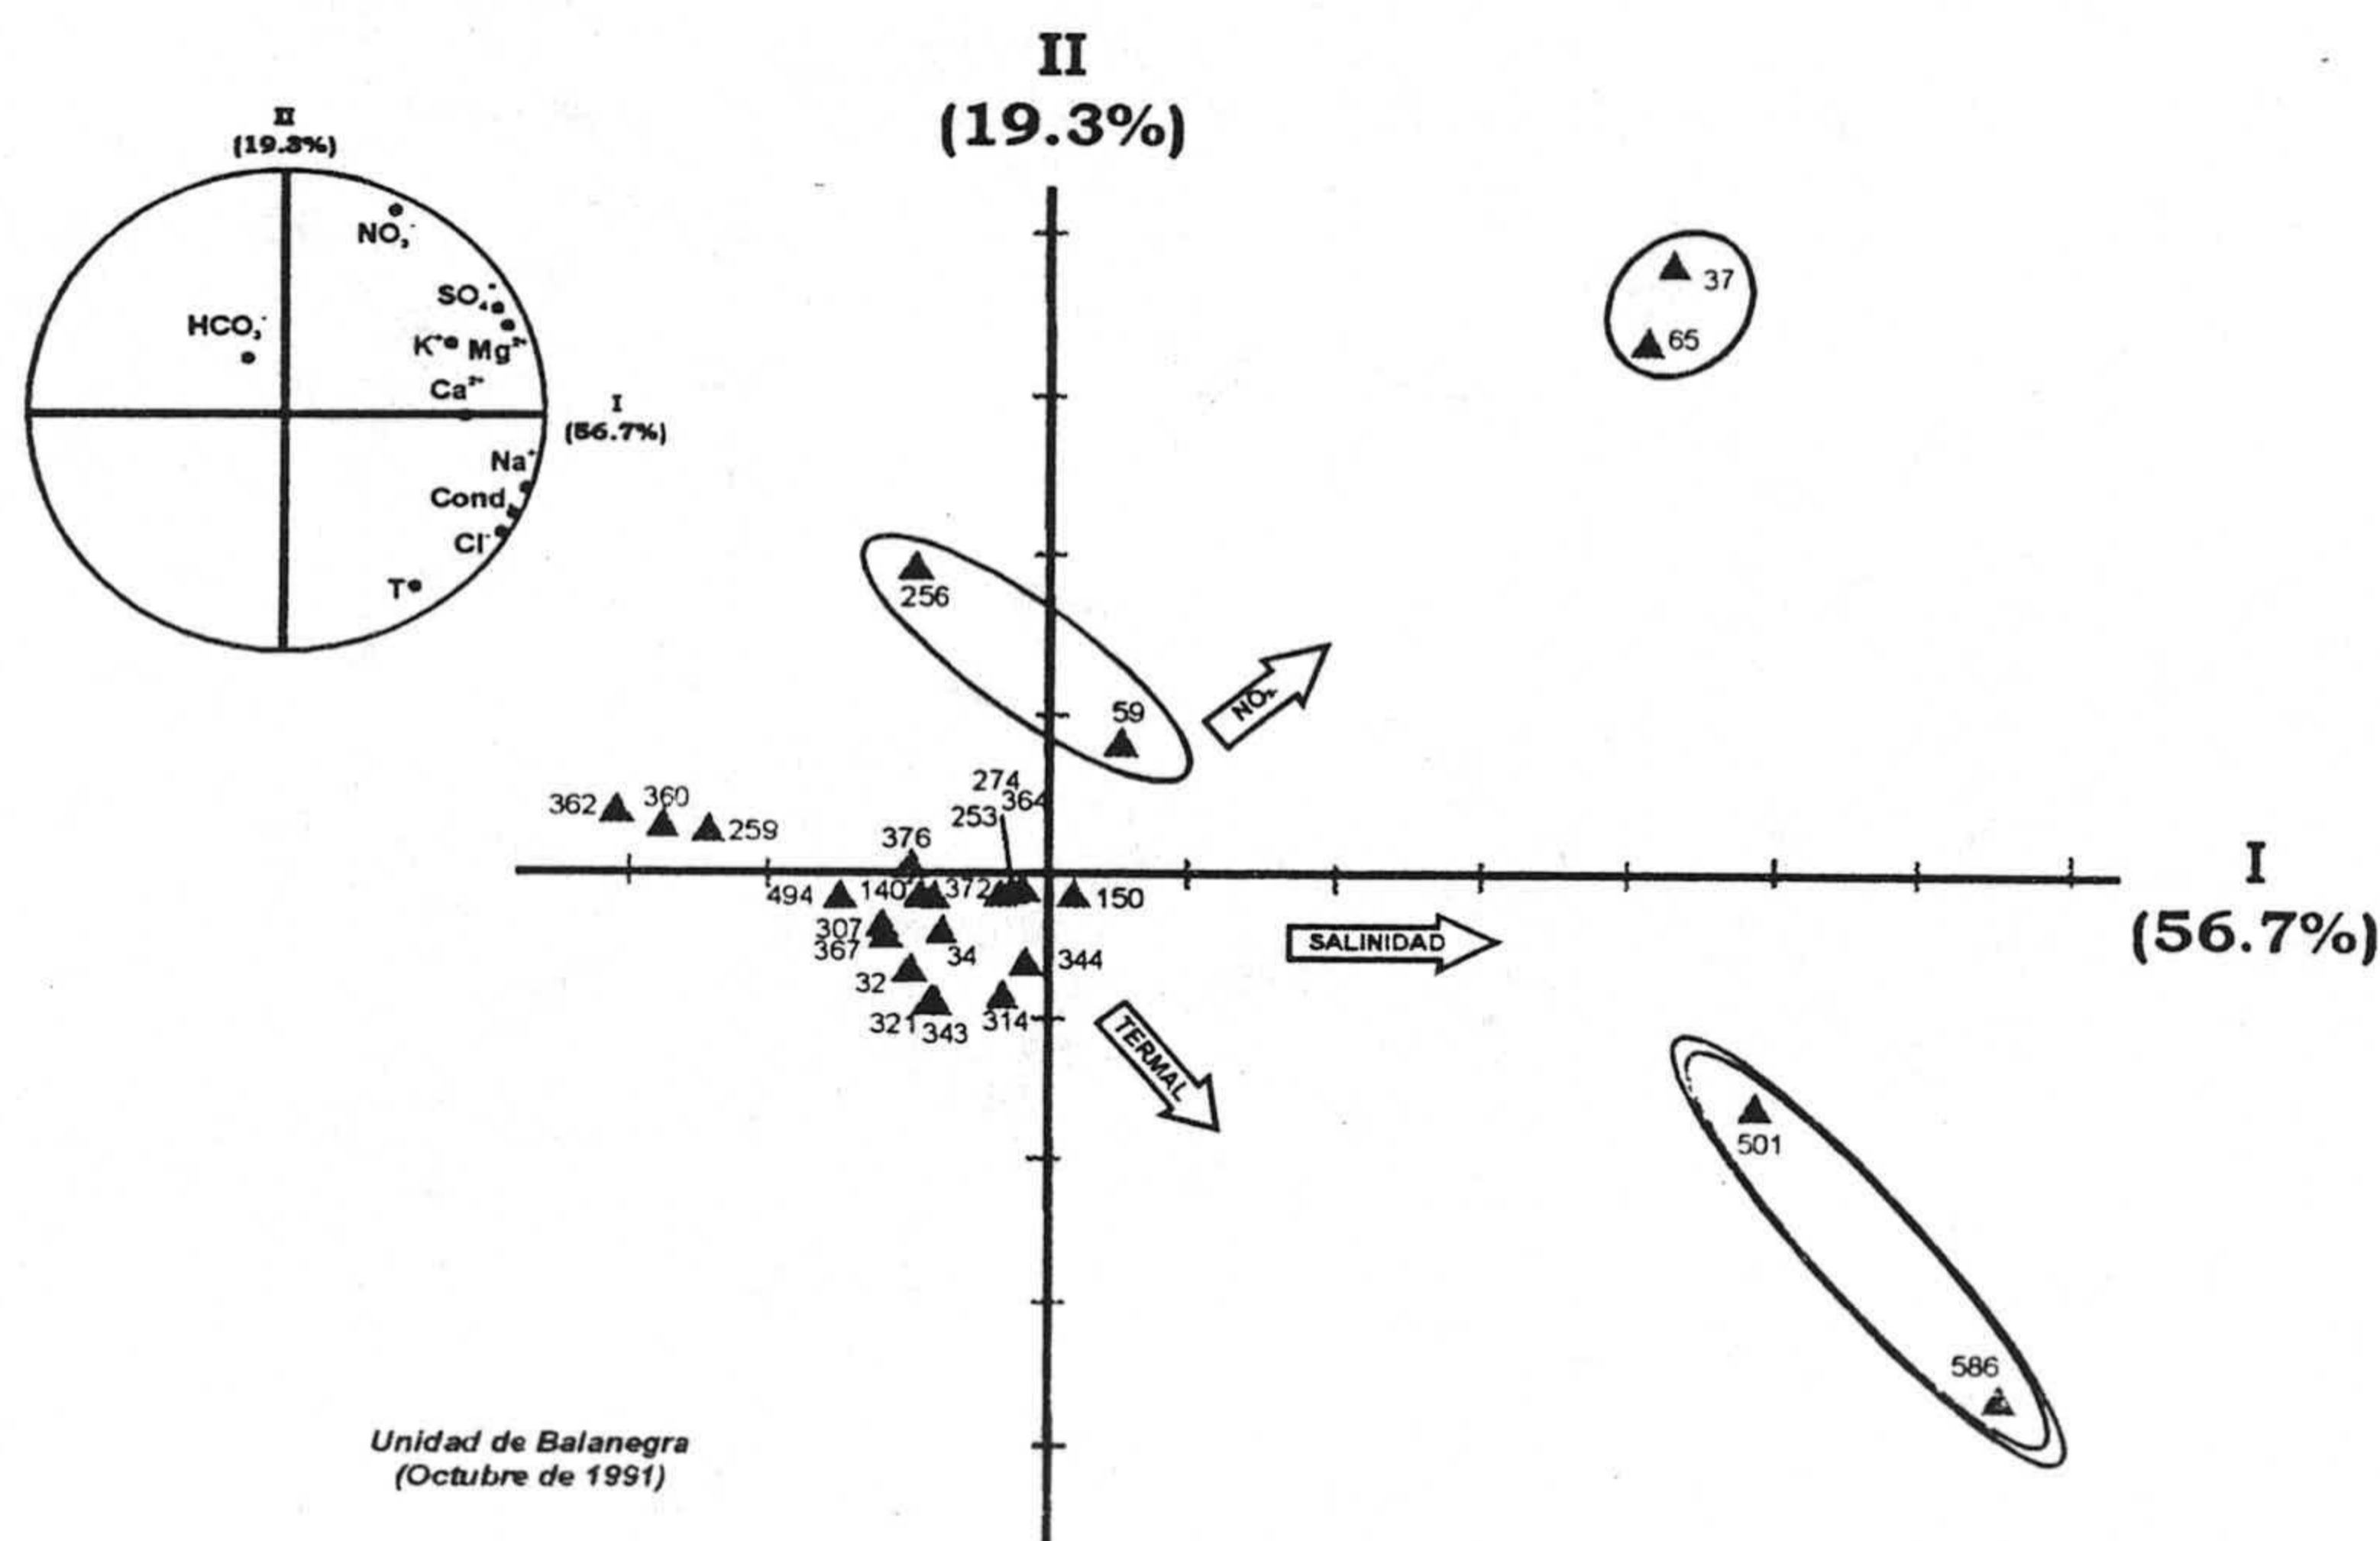 II
(19.3%)
II
(19.3%)
NO₃⁻
SO₄⁼
HCO₃⁻
K⁺ Mg²⁺
Ca²⁺
I
(56.7%)
Na⁺
Cond
Cl⁻
T
37
65
256
59
NO₃⁻
274
364
253
362
360
259
376
494
140
372
150
307
367
34
32
344
321
343
314
I
(56.7%)
SALINIDAD
TERMAL
501
586
Unidad de Balanegra
(Octubre de 1991)